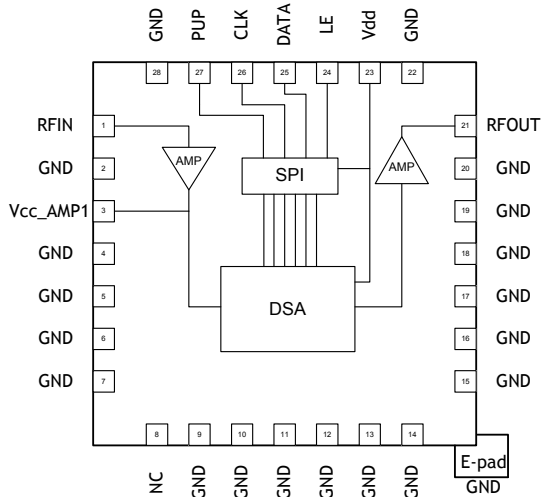 GND PUP CLK DATA LE Vdd GND
28 27 26 25 24 23 22
RFIN 1 21 RFOUT
AMP AMP
GND 2 20 GND
SPI
Vcc_AMP1 3 19 GND
GND 4 18 GND
GND 5 17 GND
DSA
GND 6 16 GND
GND 7 15 GND
8 9 10 11 12 13 14
E-pad
NC GND GND GND GND GND GND GND